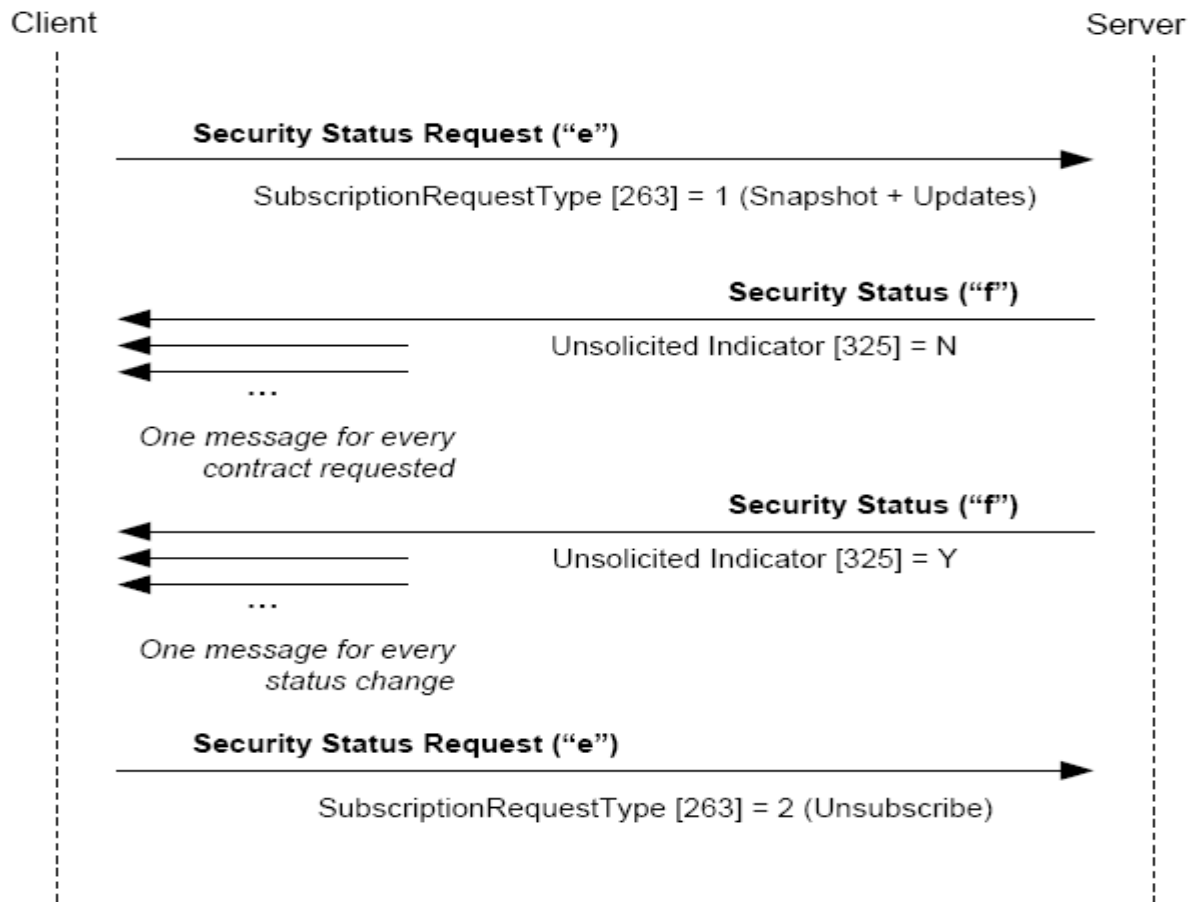 Client
Server
Security Status Request (“e”)
SubscriptionRequestType [263] = 1 (Snapshot + Updates)
Security Status (“f”)
Unsolicited Indicator [325] = N
...
One message for every
contract requested
Security Status (“f”)
Unsolicited Indicator [325] = Y
...
One message for every
status change
Security Status Request (“e”)
SubscriptionRequestType [263] = 2 (Unsubscribe)